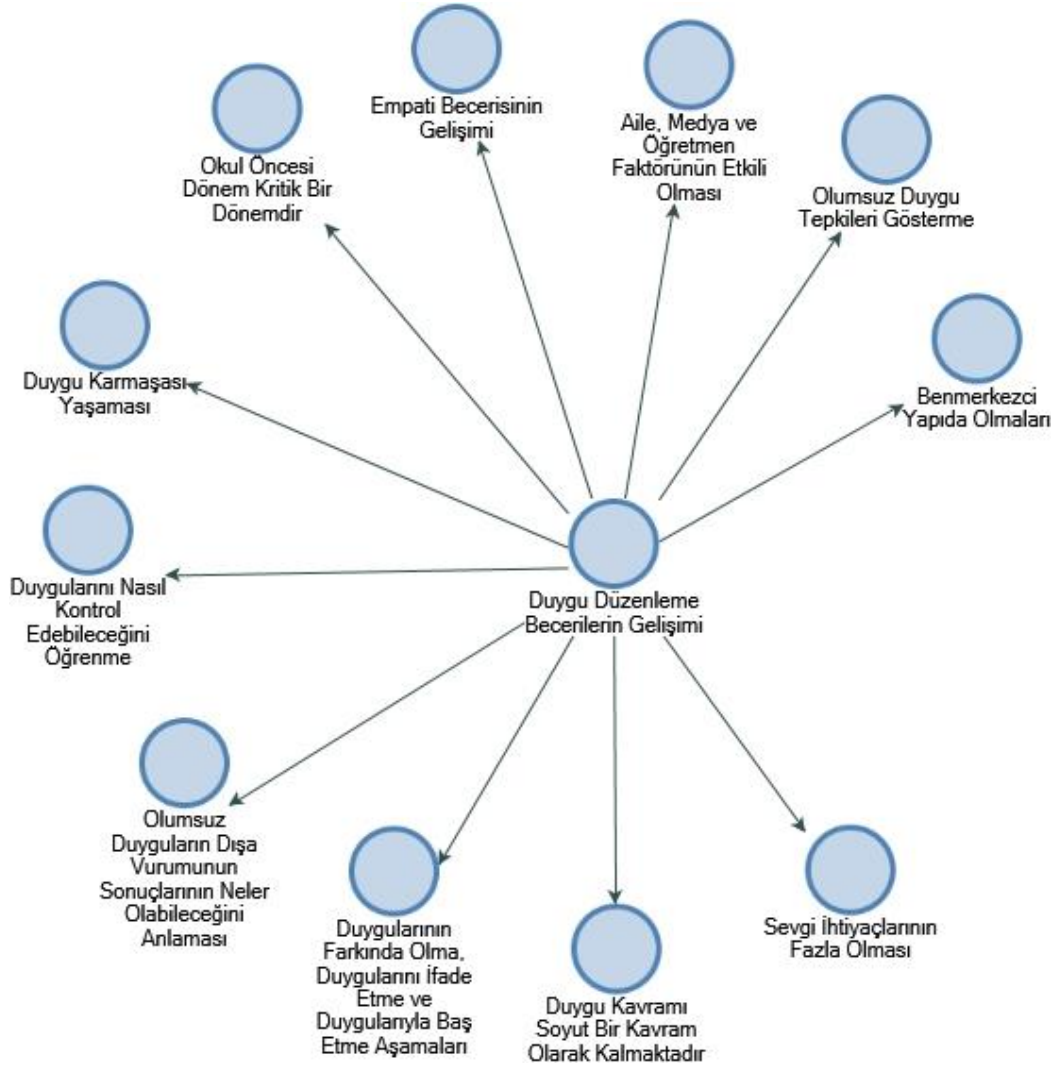 Empati Becerisinin
Gelişimi
Aile, Medya ve
Öğretmen
Faktörünün Etkili
Olması
Okul Öncesi
Dönem Kritik Bir
Dönemdir
Olumsuz Duygu
Tepkileri Gösterme
Duygu Karmaşası
Yaşaması
Benmerkezci
Yapıda Olmaları
Duygularını Nasıl
Kontrol
Edebileceğini
Öğrenme
Duygu Düzenleme
Becerilerin Gelişimi
Olumsuz
Duyguların Dışa
Vurumunun
Sonuçlarının Neler
Olabileceğini
Anlaması
Duygularının
Farkında Olma,
Duygularını İfade
Etme ve
Duygularıyla Baş
Etme Aşamaları
Duygu Kavramı
Soyut Bir Kavram
Olarak Kalmaktadır
Sevgi İhtiyaçlarının
Fazla Olması